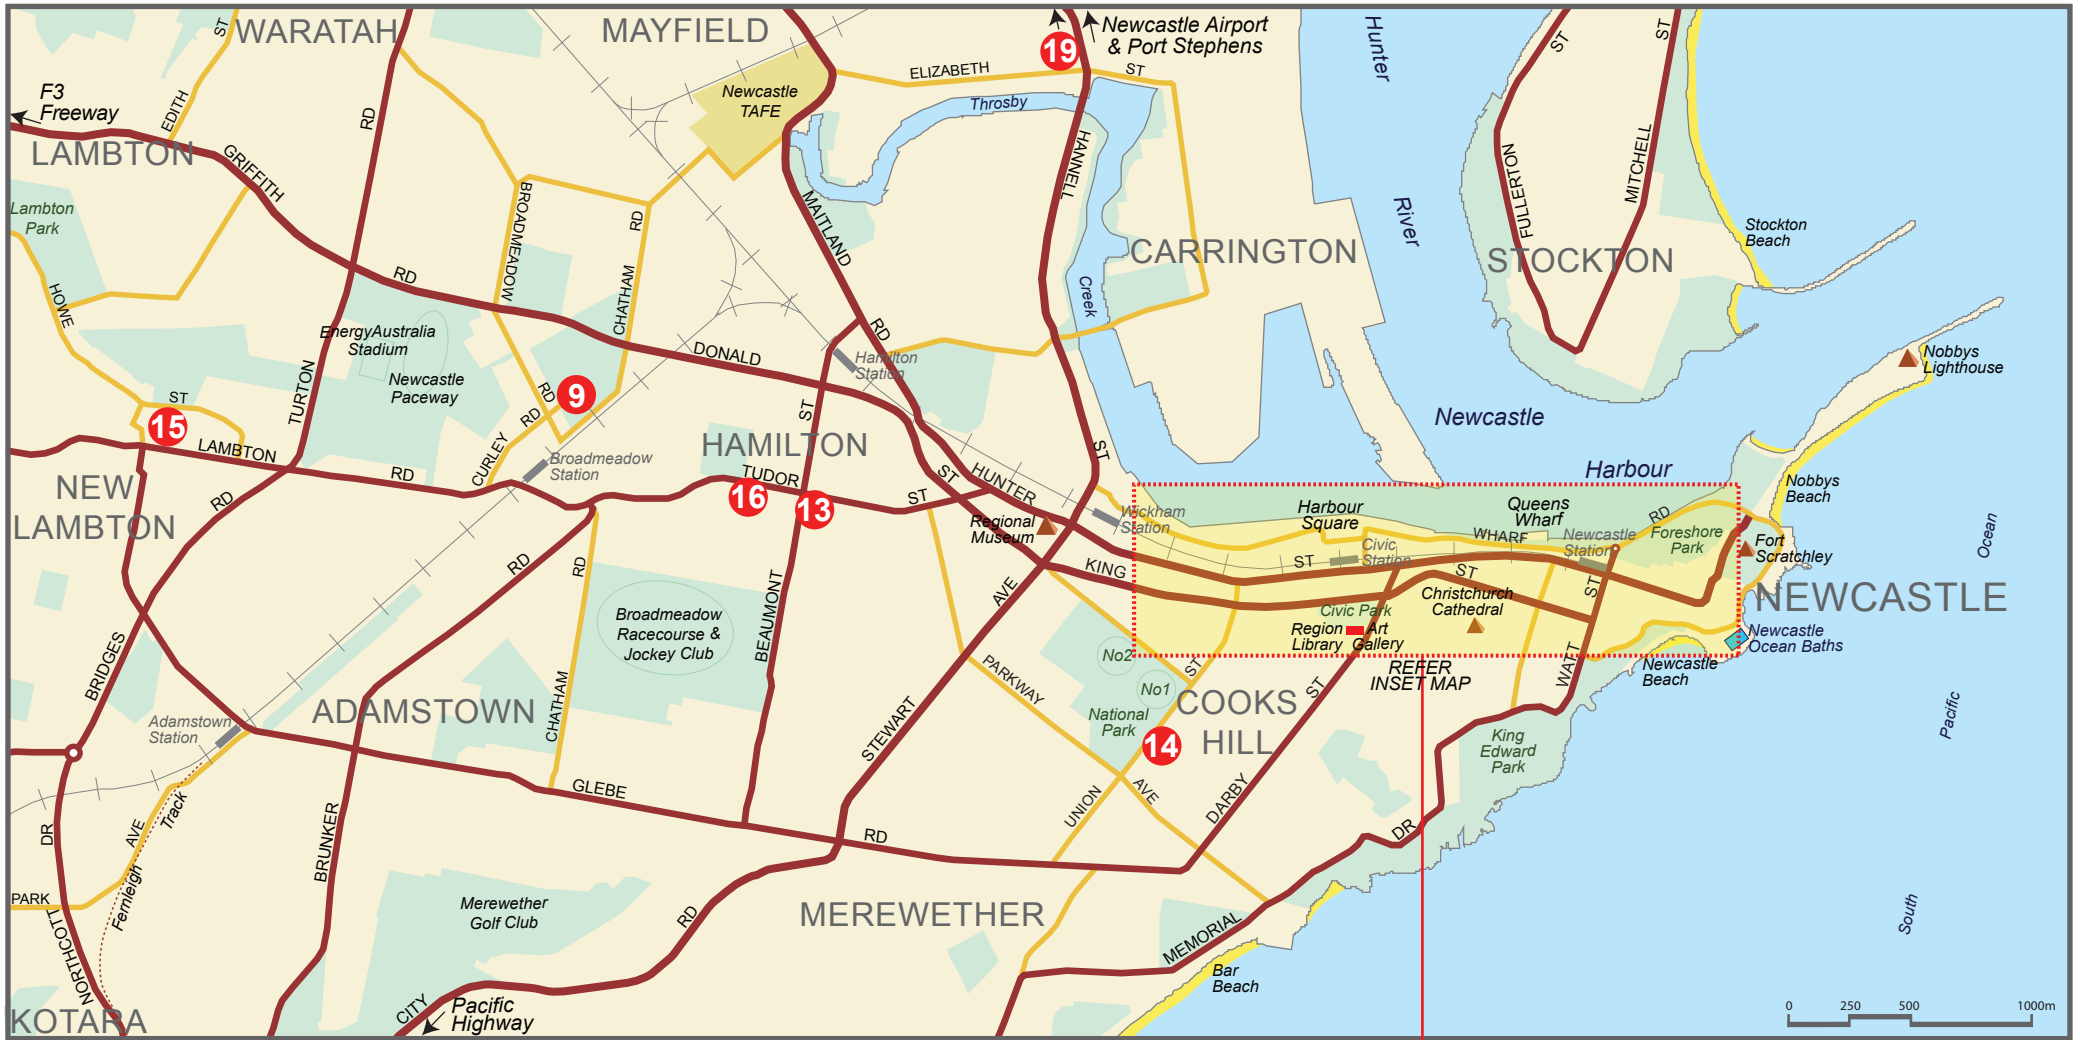 WARATAH
MAYFIELD
19
Newcastle Airport
& Port Stephens
Hunter
River
ST
ST
ST
F3
Freeway
EDITH
RD
Newcastle
TAFE
ELIZABETH
ST
Throsby
LAMBTON
GRIFFITH
RD
HANNELL
ST
FULLERTON
MITCHELL
Lambton
Park
BROADMEADOW
RD
CHATHAM
RD
MAITLAND
RD
CARRINGTON
STOCKTON
Stockton
Beach
HOWE
ST
Creek
EnergyAustralia
Stadium
Newcastle
Paceway
TURTON
DONALD
ST
Hamilton
Station
Nobbys
Lighthouse
9
15
CURLEY
RD
HAMILTON
ST
Newcastle
Harbour
LAMBTON
RD
Broadmeadow
Station
TUDOR
ST
16
13
HUNTER
ST
Nobbys
Beach
NEW
LAMBTON
RD
Regional
Museum
Wickham
Station
Harbour
Square
Queens
Wharf
WHARF
RD
Civic
Station
Newcastle
Station
Foreshore
Park
Fort
Scratchley
Ocean
RD
RD
KING
ST
Christchurch
Cathedral
ST
NEWCASTLE
Civic Park
Region
Library
Art
Gallery
Broadmeadow
Racecourse &
Jockey Club
BEAUMONT
AVE
No2
No1
ST
REFER
INSET MAP
WATT
Newcastle
Beach
Newcastle
Ocean Baths
BRIDGES
Adamstown
Station
ADAMSTOWN
CHATHAM
STEWART
PARKWAY
AVE
National
Park
COOKS
HILL
14
ST
King
Edward
Park
Pacific
GLEBE
RD
UNION
DARBY
DR
DR
AVE
Track
Fernleigh
BRUNKER
PARK
NORTHCOTT
Merewether
Golf Club
RD
MEREWETHER
MEMORIAL
South
Bar
Beach
KOTARA
CITY
Pacific
Highway
0
250
500
1000m